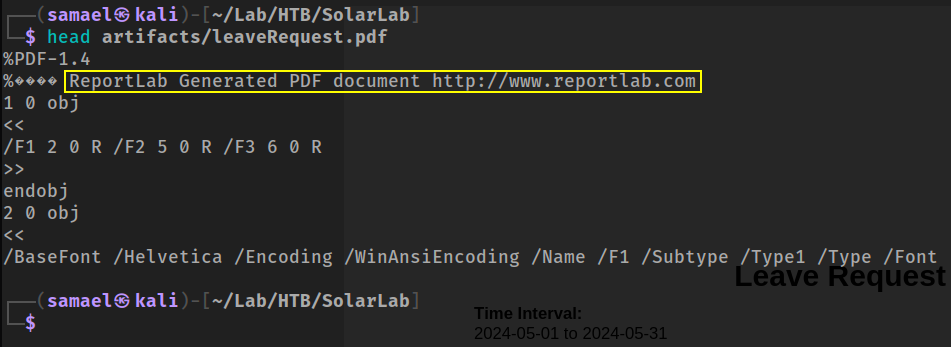 ┌──(samael㉿kali)-[~/Lab/HTB/SolarLab]
└─$ head artifacts/leaveRequest.pdf
%PDF-1.4
%���� ReportLab Generated PDF document http://www.reportlab.com
1 0 obj
<<
/F1 2 0 R /F2 5 0 R /F3 6 0 R
>>
endobj
2 0 obj
<<
/BaseFont /Helvetica /Encoding /WinAnsiEncoding /Name /F1 /Subtype /Type1 /Type /Font
Leave Request
┌──(samael㉿kali)-[~/Lab/HTB/SolarLab]
└─$
Time Interval:
2024-05-01 to 2024-05-31